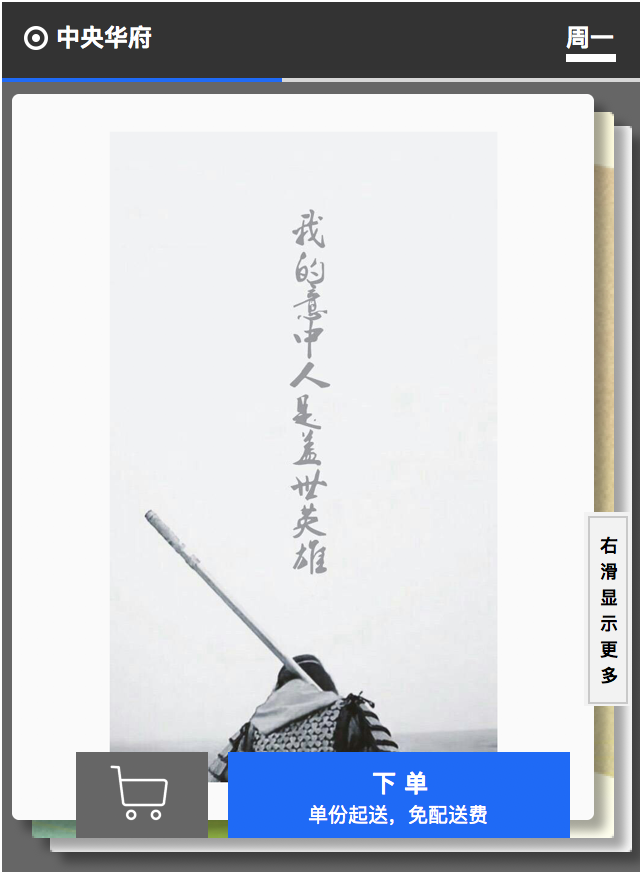 中央华府
周一
我的意中人是盖世英雄
右滑显示更多
下单
单份起送，免配送费